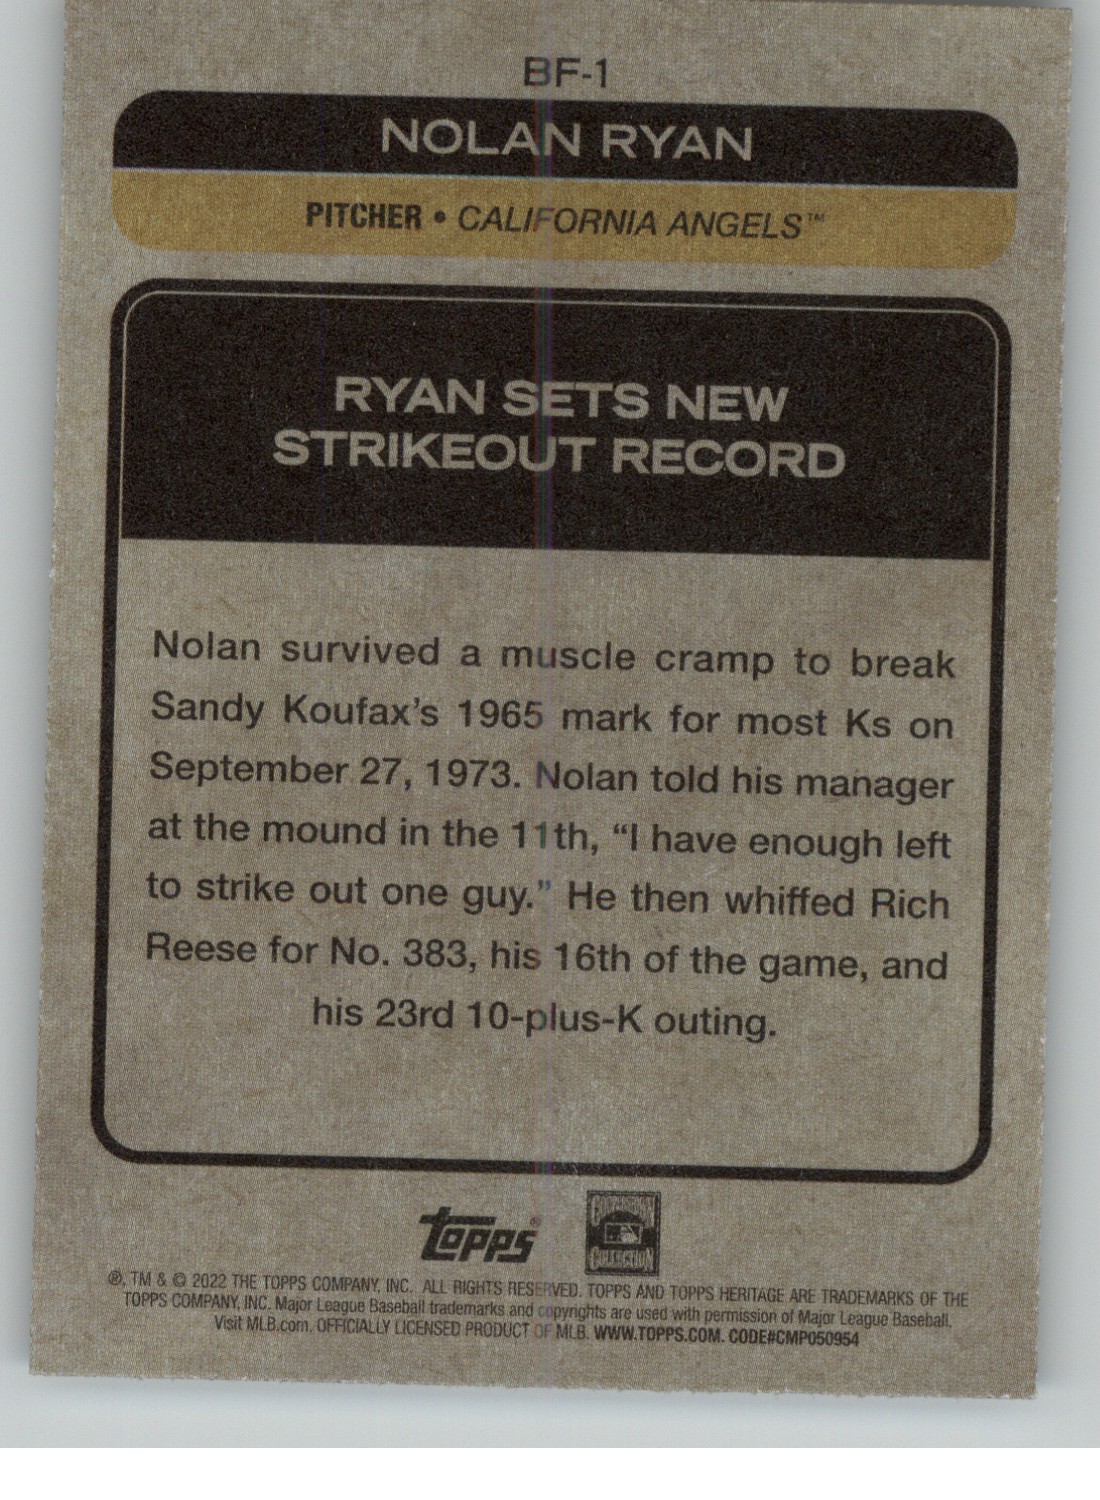 BF-1
NOLAN RYAN
PITCHER • CALIFORNIA ANGELS™
RYAN SETS NEW
STRIKEOUT RECORD
Nolan survived a muscle cramp to break
Sandy Koufax's 1965 mark for most Ks on
September 27, 1973. Nolan told his manager
at the mound in the 11th, “I have enough left
to strike out one guy.” He then whiffed Rich
Reese for No. 383, his 16th of the game, and
his 23rd 10-plus-K outing.
Topps®
COOPERSTOWN
COLLECTION
®, TM & © 2022 THE TOPPS COMPANY, INC. ALL RIGHTS RESERVED. TOPPS AND TOPPS HERITAGE ARE TRADEMARKS OF THE
TOPPS COMPANY, INC. Major League Baseball trademarks and copyrights are used with permission of Major League Baseball.
Visit MLB.com. OFFICIALLY LICENSED PRODUCT OF MLB. WWW.TOPPS.COM. CODE#CMP050954